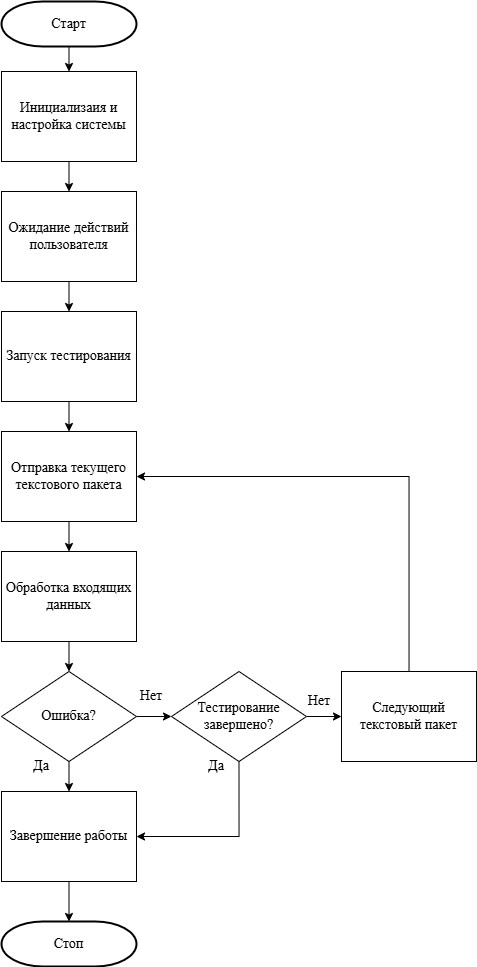 Старт
Инициализаия и
настройка системы
Ожидание действий
пользователя
Запуск тестирования
Отправка текущего
текстового пакета
Обработка входящих
данных
Ошибка?
Нет
Тестирование
завершено?
Нет
Следующий
текстовый пакет
Да
Да
Завершение работы
Стоп